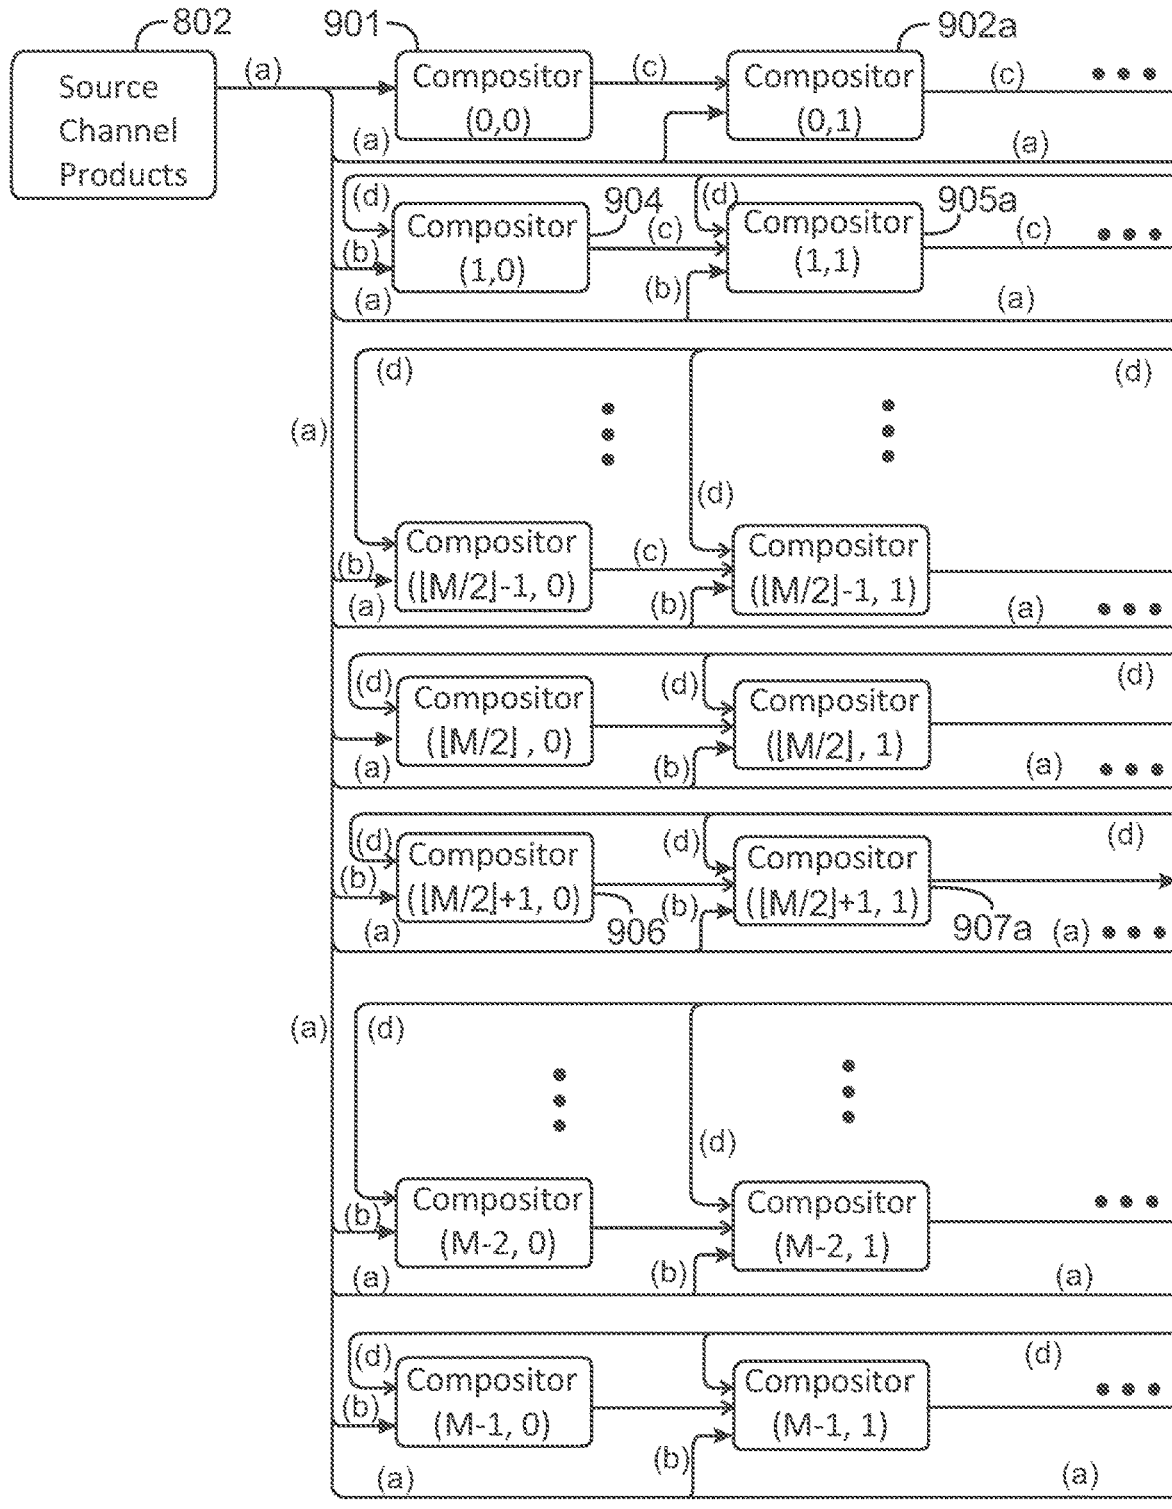 802
901
902a
Source
Channel
Products
(a)
Compositor
(0,0)
(c)
Compositor
(0,1)
(c)
(a)
(a)
(d)
(b)
Compositor
(1,0)
904
(c)
(d)
Compositor
(1,1)
905a
(c)
(a)
(b)
(a)
(d)
(d)
(a)
(d)
(b)
Compositor
(⌊M/2⌋-1, 0)
(c)
Compositor
(⌊M/2⌋-1, 1)
(a)
(b)
(a)
(d)
Compositor
(⌊M/2⌋ , 0)
(d)
Compositor
(⌊M/2⌋, 1)
(d)
(a)
(b)
(a)
(d)
(b)
Compositor
(⌊M/2⌋+1, 0)
(d)
Compositor
(⌊M/2⌋+1, 1)
(d)
(a)
906
(b)
907a
(a)
(a)
(d)
(d)
(b)
Compositor
(M-2, 0)
Compositor
(M-2, 1)
(a)
(b)
(a)
(d)
(b)
Compositor
(M-1, 0)
Compositor
(M-1, 1)
(d)
(a)
(b)
(a)